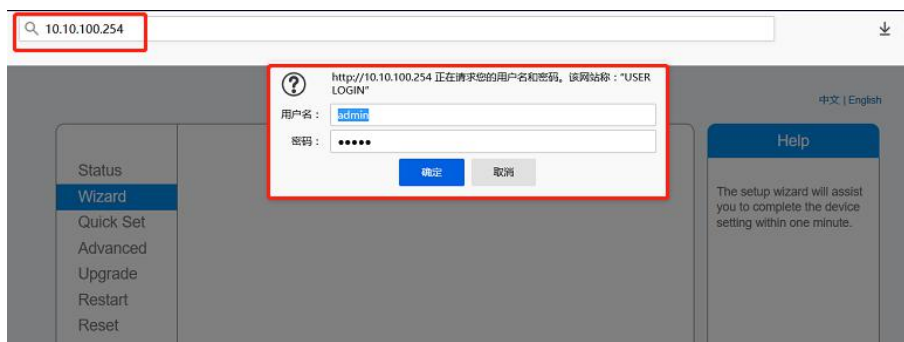 10.10.100.254
http://10.10.100.254 正在请求您的用户名和密码。该网站称："USER
LOGIN"
用户名： admin
密码： •••••
确定 取消
中文 | English
Status
Wizard
Quick Set
Advanced
Upgrade
Restart
Reset
Help
The setup wizard will assist
you to complete the device
setting within one minute.